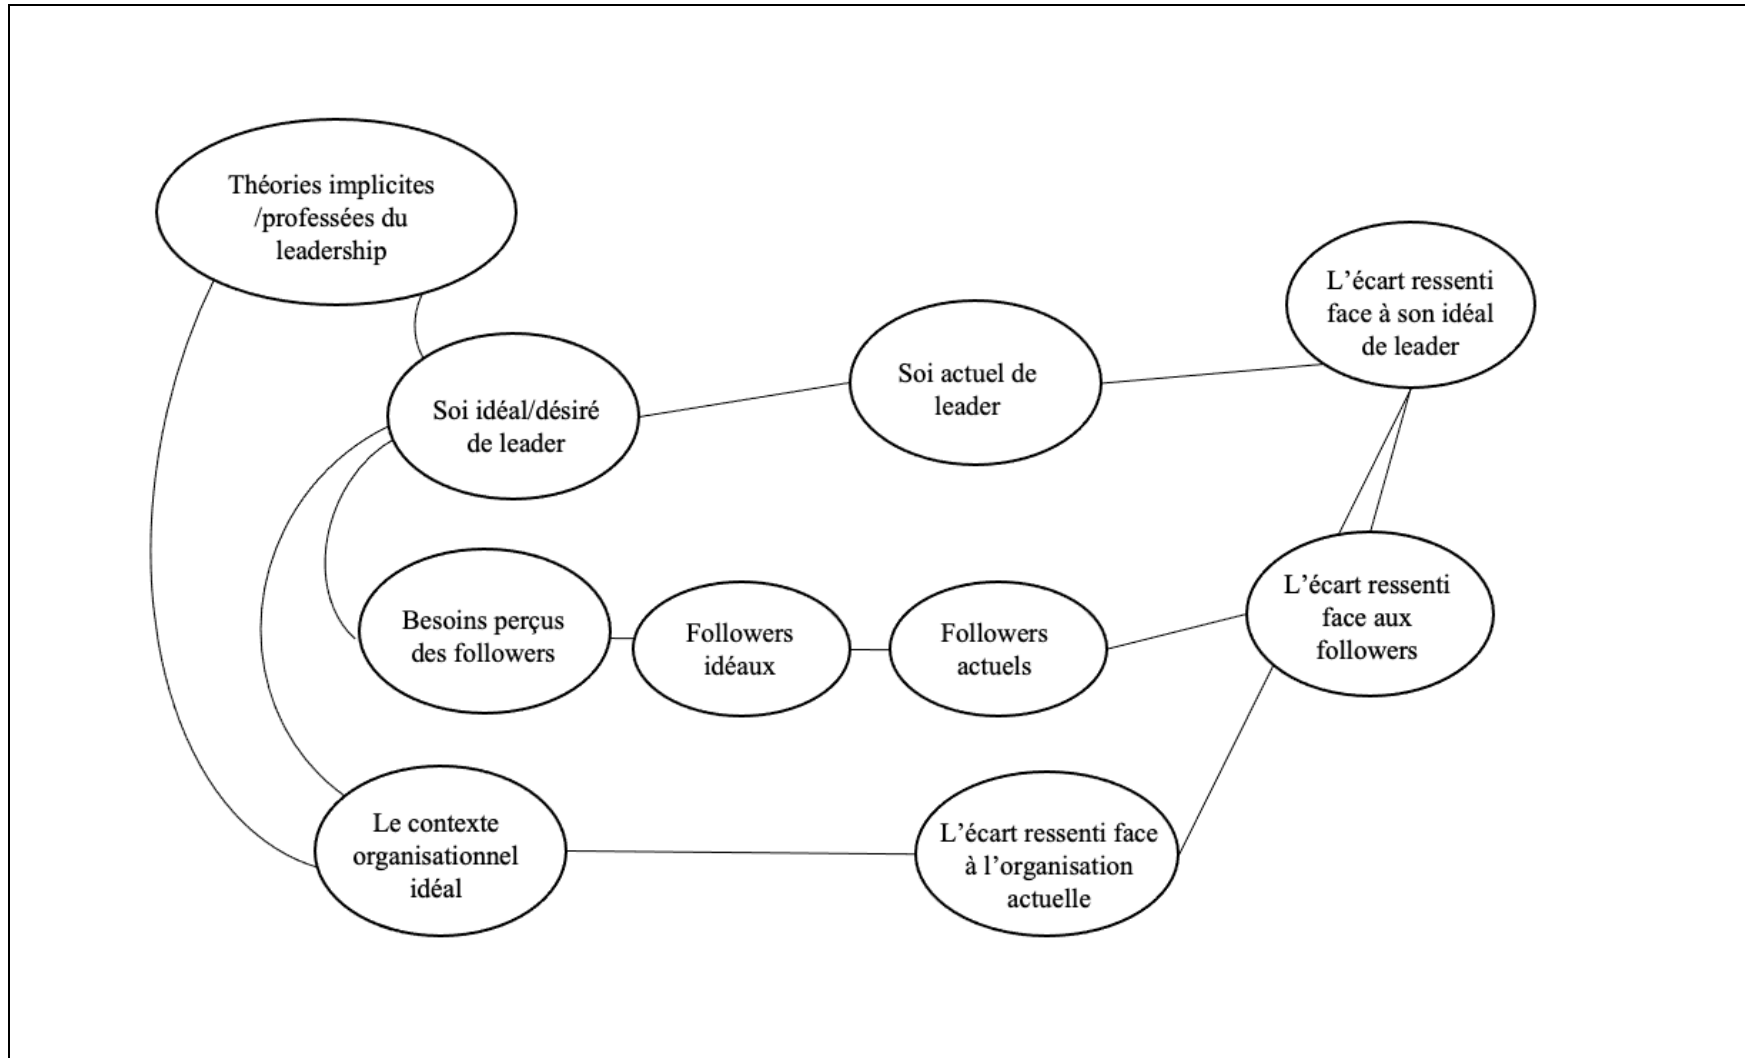 Théories implicites
/professées du
leadership
L’écart ressenti
face à son idéal
de leader
Soi actuel de
leader
Soi idéal/désiré
de leader
L’écart ressenti
face aux
followers
Besoins perçus
des followers
Followers
idéaux
Followers
actuels
Le contexte
organisationnel
idéal
L’écart ressenti face
à l’organisation
actuelle